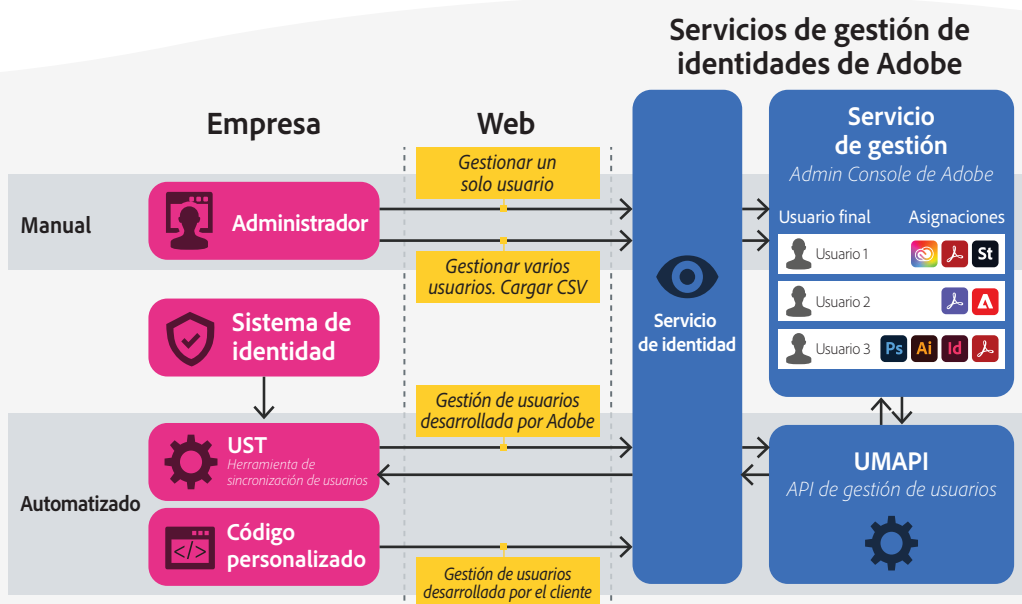 Servicios de gestión de
identidades de Adobe
Empresa
Web
Servicio
de gestión
Admin Console de Adobe
Usuario final
Asignaciones
Usuario 1
St
Usuario 2
Usuario 3
Ps
Ai
Id
Manual
Administrador
Gestionar un
solo usuario
Gestionar varios
usuarios. Cargar CSV
Servicio
de identidad
Sistema de
identidad
Automatizado
UST
Herramienta de
sincronización de usuarios
Gestión de usuarios
desarrollada por Adobe
UMAPI
API de gestión de usuarios
</>
Código
personalizado
Gestión de usuarios
desarrollada por el cliente